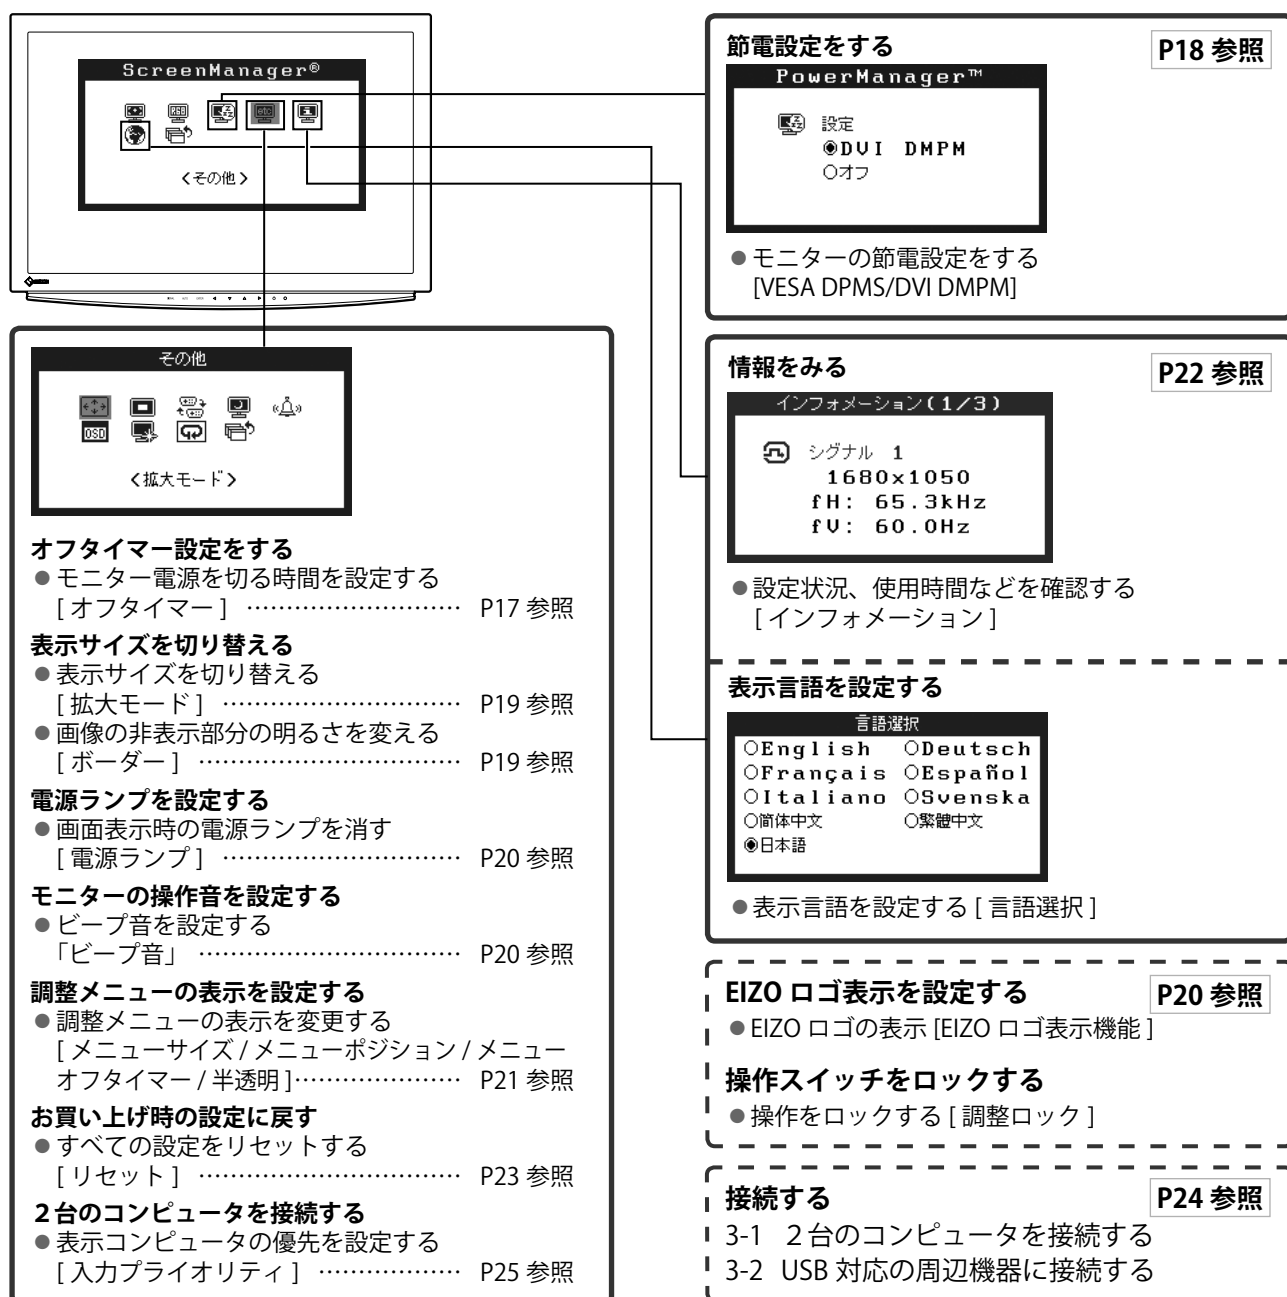 ScreenManager®
<その他>
その他
<拡大モード>
オフタイマー設定をする
●モニター電源を切る時間を設定する
[オフタイマー] ………………………… P17 参照
表示サイズを切り替える
●表示サイズを切り替える
[拡大モード] …………………………… P19 参照
●画像の非表示部分の明るさを変える
[ボーダー] …………………………… P19 参照
電源ランプを設定する
●画面表示時の電源ランプを消す
[電源ランプ] ………………………… P20 参照
モニターの操作音を設定する
●ビープ音を設定する
「ビープ音」 …………………………… P20 参照
調整メニューの表示を設定する
●調整メニューの表示を変更する
[メニューサイズ / メニューポジション / メニュー
オフタイマー / 半透明]………………… P21 参照
お買い上げ時の設定に戻す
●すべての設定をリセットする
[リセット] …………………………… P23 参照
２台のコンピュータを接続する
●表示コンピュータの優先を設定する
[入力プライオリティ] ……………… P25 参照
節電設定をする P18 参照
PowerManager™
設定
◉DVI DMPM
○オフ
●モニターの節電設定をする
[VESA DPMS/DVI DMPM]
情報をみる P22 参照
インフォメーション(1/3)
シグナル 1
1680x1050
fH: 65.3kHz
fV: 60.0Hz
●設定状況、使用時間などを確認する
[インフォメーション]
表示言語を設定する
言語選択
○English ○Deutsch
○Français ○Español
○Italiano ○Svenska
○简体中文 ○繁體中文
◉日本語
●表示言語を設定する [言語選択]
EIZO ロゴ表示を設定する P20 参照
●EIZO ロゴの表示 [EIZO ロゴ表示機能]
操作スイッチをロックする
●操作をロックする [調整ロック]
接続する P24 参照
3-1 ２台のコンピュータを接続する
3-2 USB 対応の周辺機器に接続する